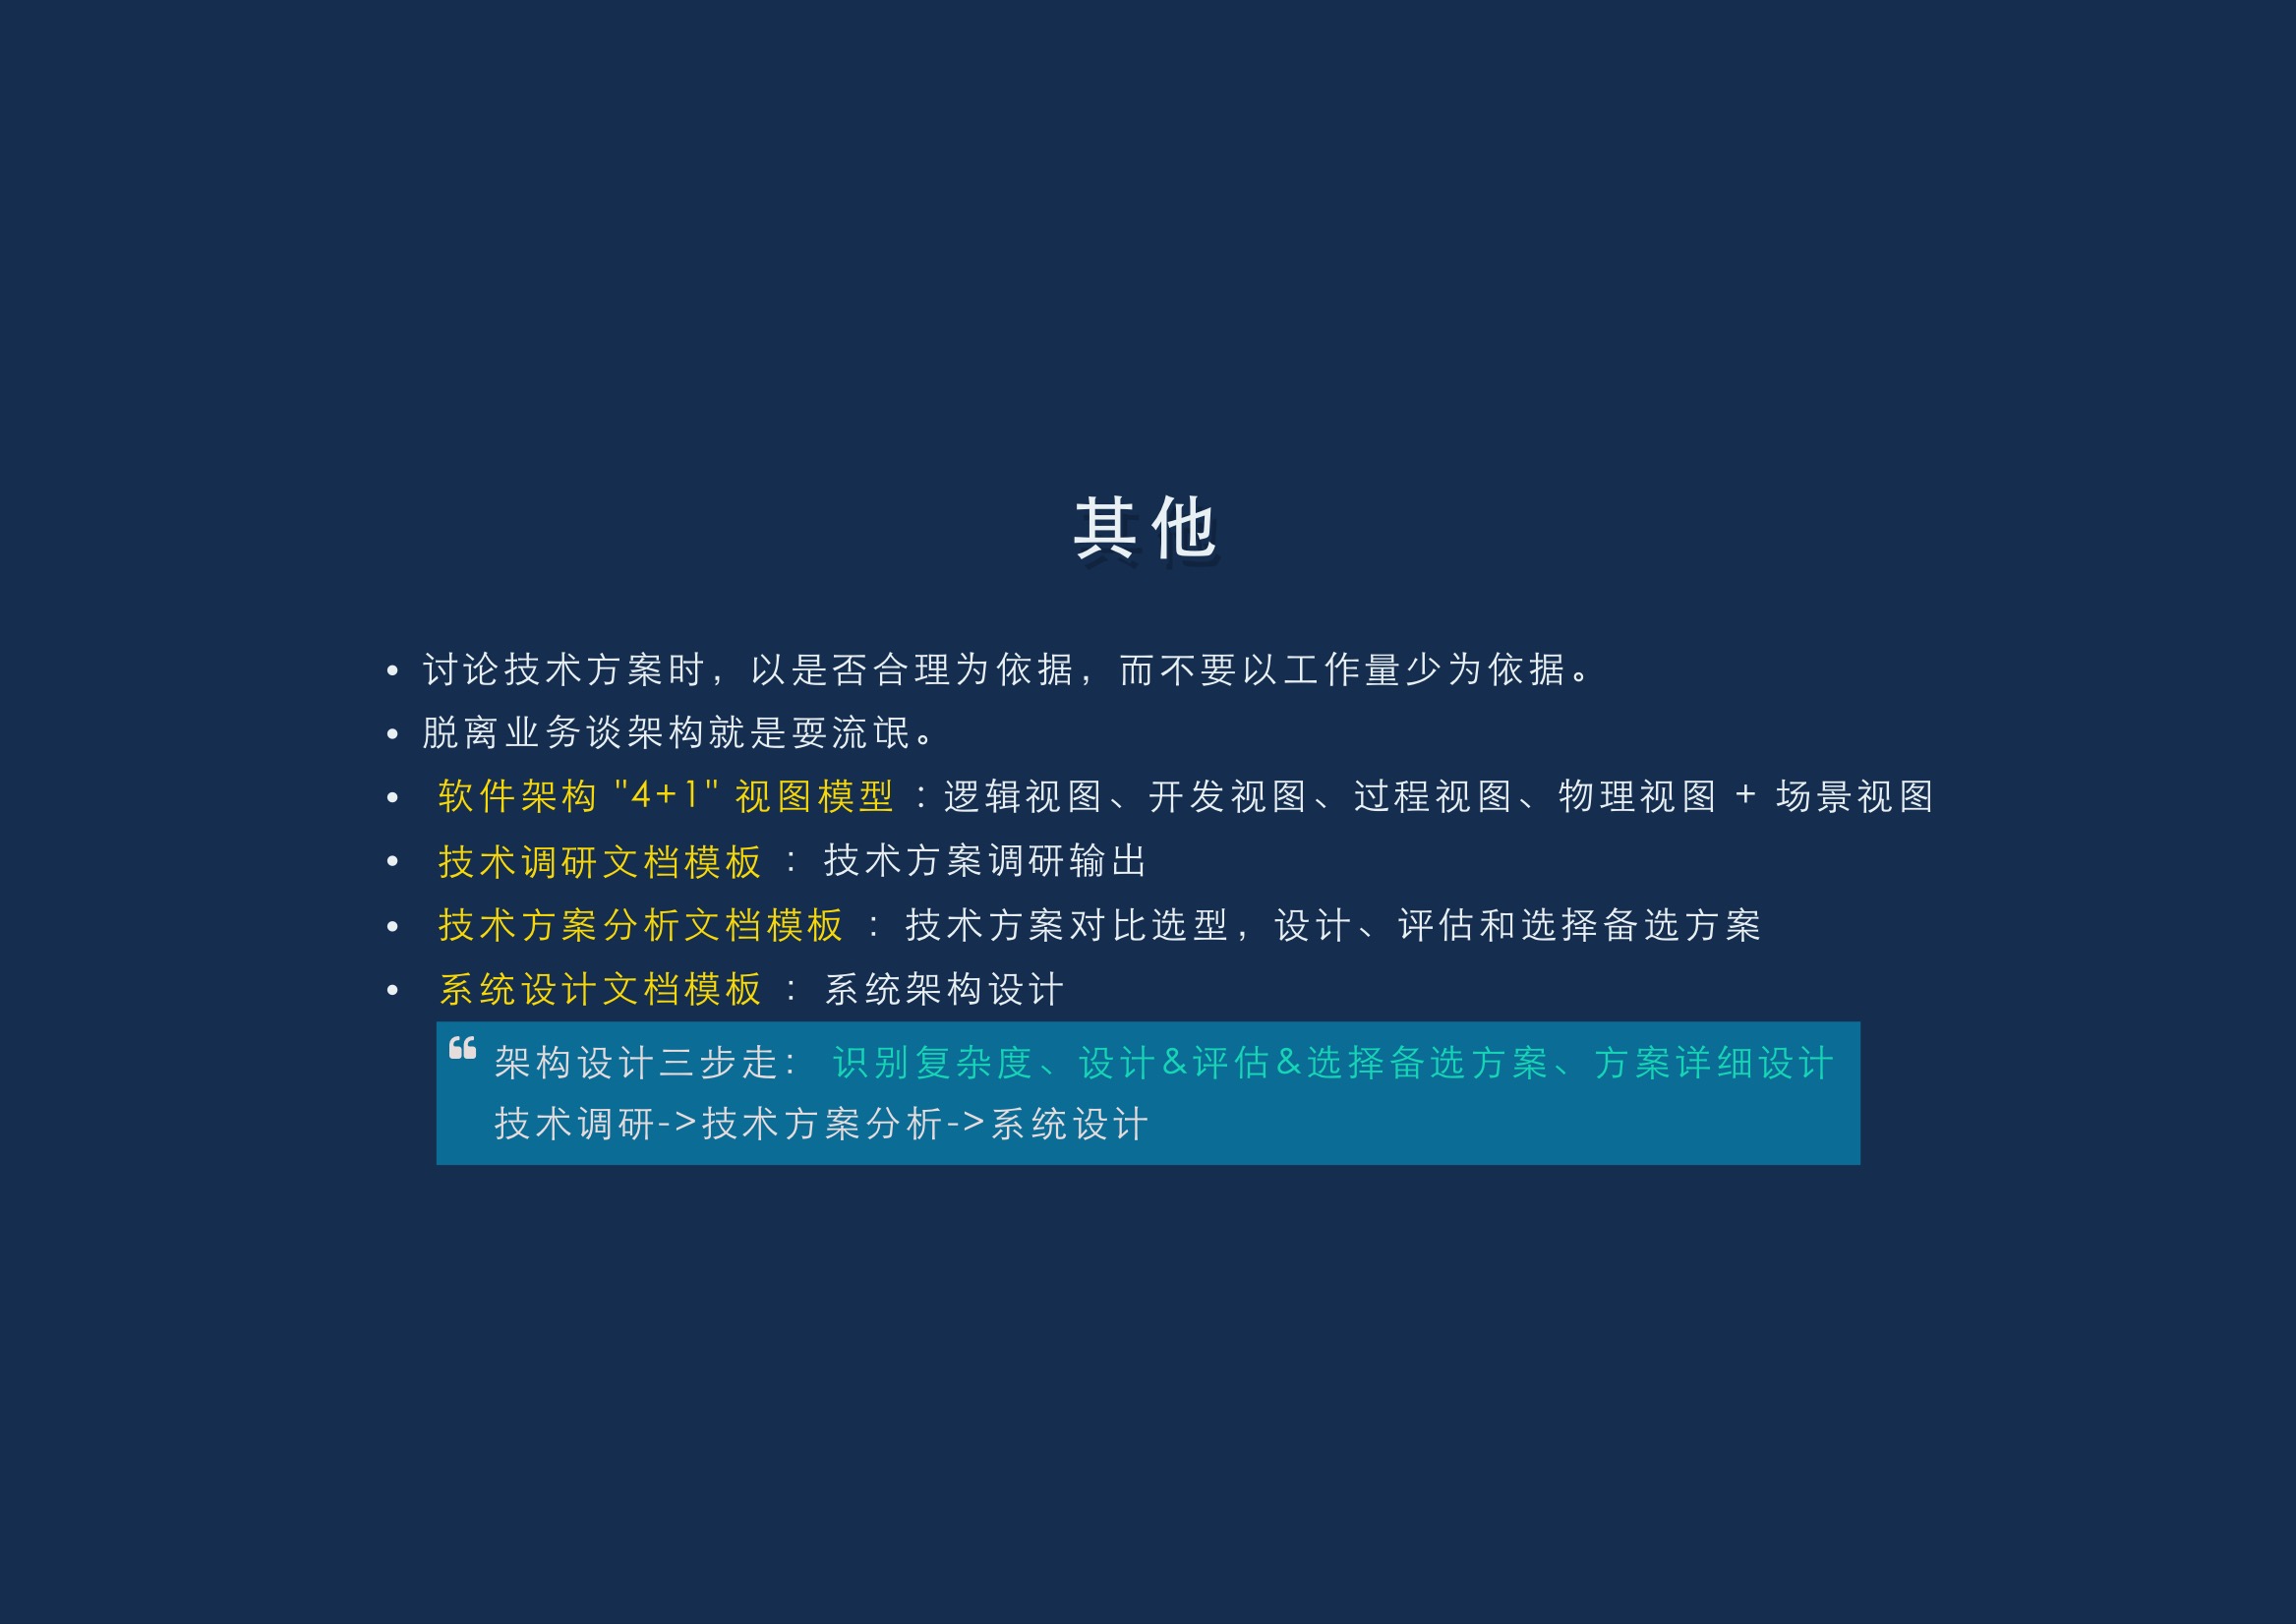 其他
• 讨论技术方案时，以是否合理为依据，而不要以工作量少为依据。
• 脱离业务谈架构就是耍流氓。
• 软件架构 "4+1" 视图模型：逻辑视图、开发视图、过程视图、物理视图 + 场景视图
• 技术调研文档模板 ： 技术方案调研输出
• 技术方案分析文档模板 ： 技术方案对比选型，设计、评估和选择备选方案
• 系统设计文档模板 ： 系统架构设计
“ 架构设计三步走： 识别复杂度、设计&评估&选择备选方案、方案详细设计
技术调研->技术方案分析->系统设计